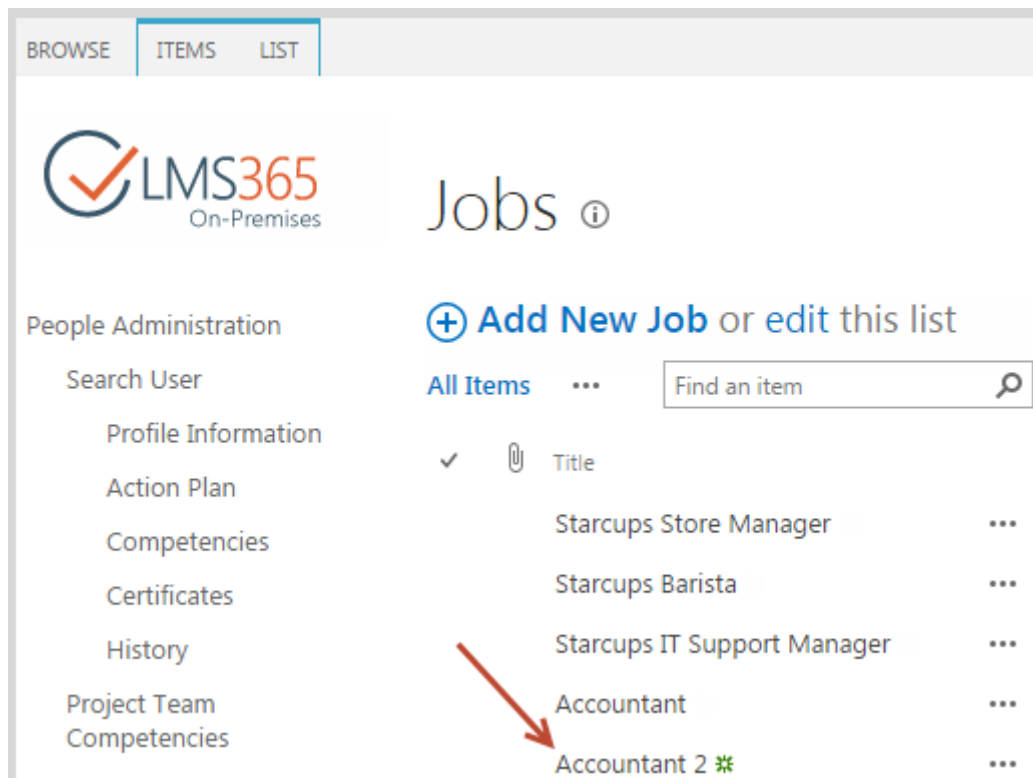 BROWSE ITEMS LIST
LMS365
On-Premises
Jobs
People Administration
Search User
Profile Information
Action Plan
Competencies
Certificates
History
Project Team
Competencies
Add New Job or edit this list
All Items ... Find an item
Title
Starcups Store Manager ...
Starcups Barista ...
Starcups IT Support Manager ...
Accountant ...
Accountant 2 ...